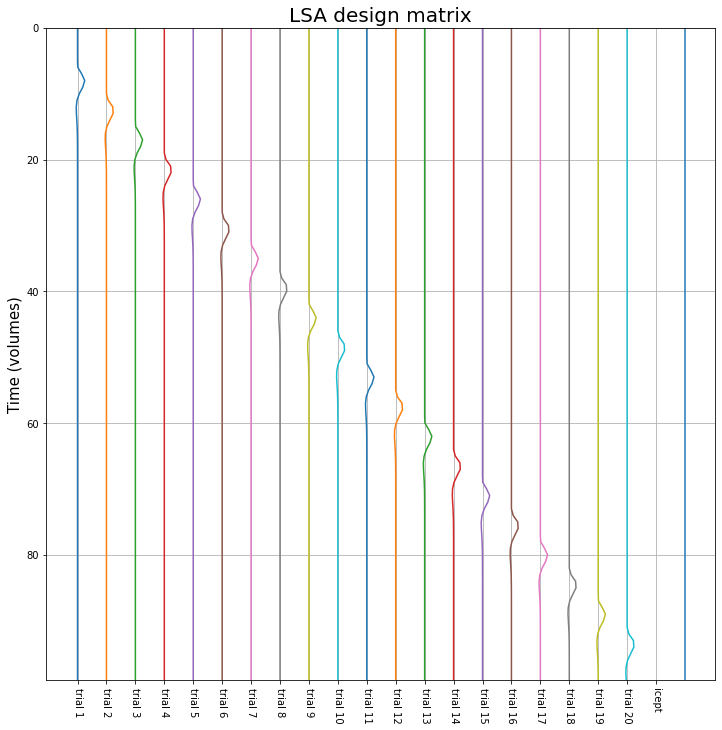 LSA design matrix
Time (volumes)
0
20
40
60
80
trial 1
trial 2
trial 3
trial 4
trial 5
trial 6
trial 7
trial 8
trial 9
trial 10
trial 11
trial 12
trial 13
trial 14
trial 15
trial 16
trial 17
trial 18
trial 19
trial 20
icept